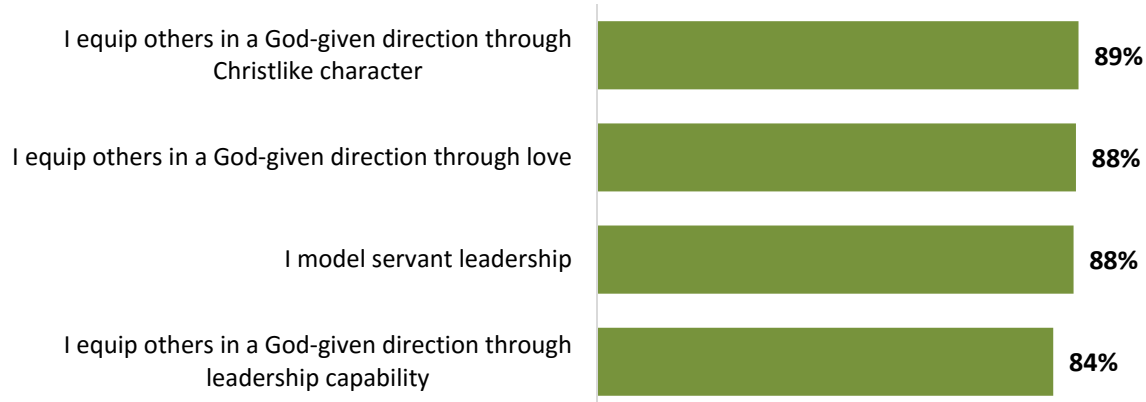 I equip others in a God-given direction through
Christlike character
89%
I equip others in a God-given direction through love
88%
I model servant leadership
88%
I equip others in a God-given direction through
leadership capability
84%